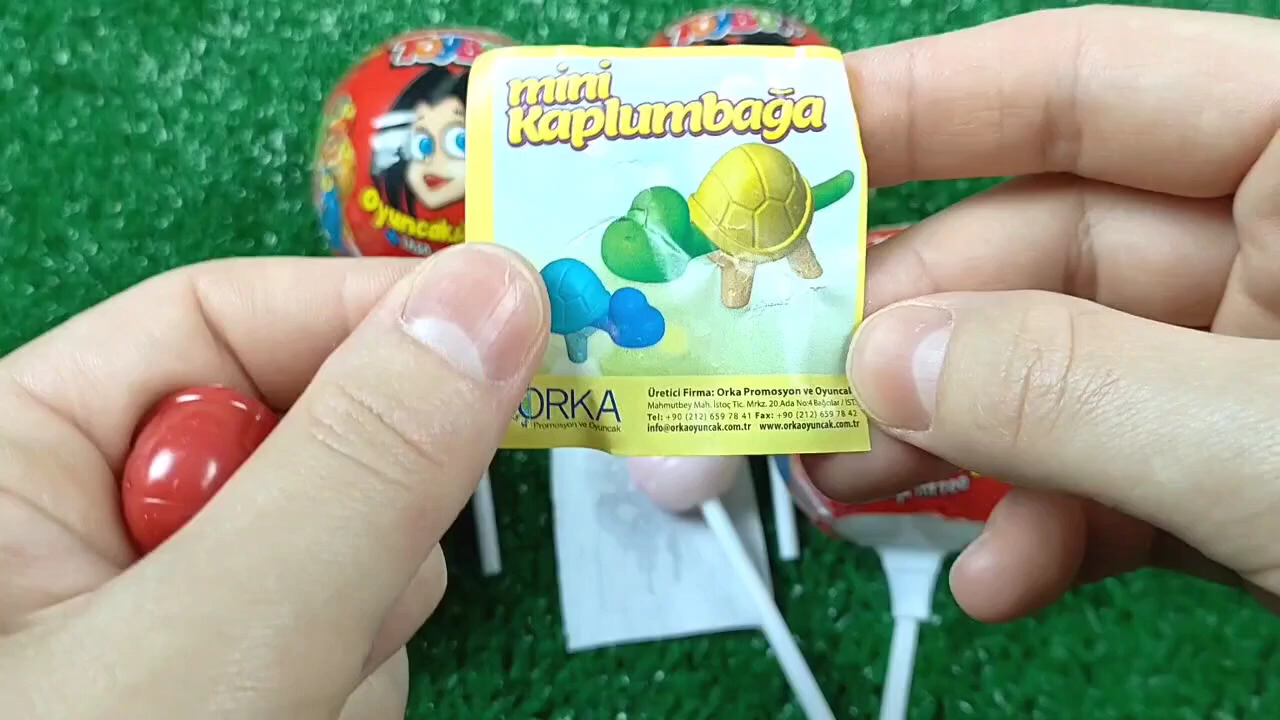 TOYBOX
mini
Kaplumbağa
Oyuncak
ORKA
Promosyon ve Oyuncak
Üretici Firma: Orka Promosyon ve Oyuncak
Mahmutbey Mah. İstoç Tic. Mrkz. 20.Ada No:4 Bağcılar / İST.
Tel: +90 (212) 659 78 41 Fax: +90 (212) 659 78 42
info@orkaoyuncak.com.tr www.orkaoyuncak.com.tr